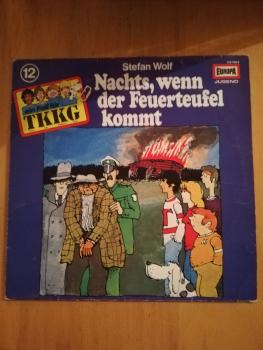 12
Stefan Wolf
EUROPA
JUGEND
Nachts, wenn
der Feuerteufel
kommt
TKKG